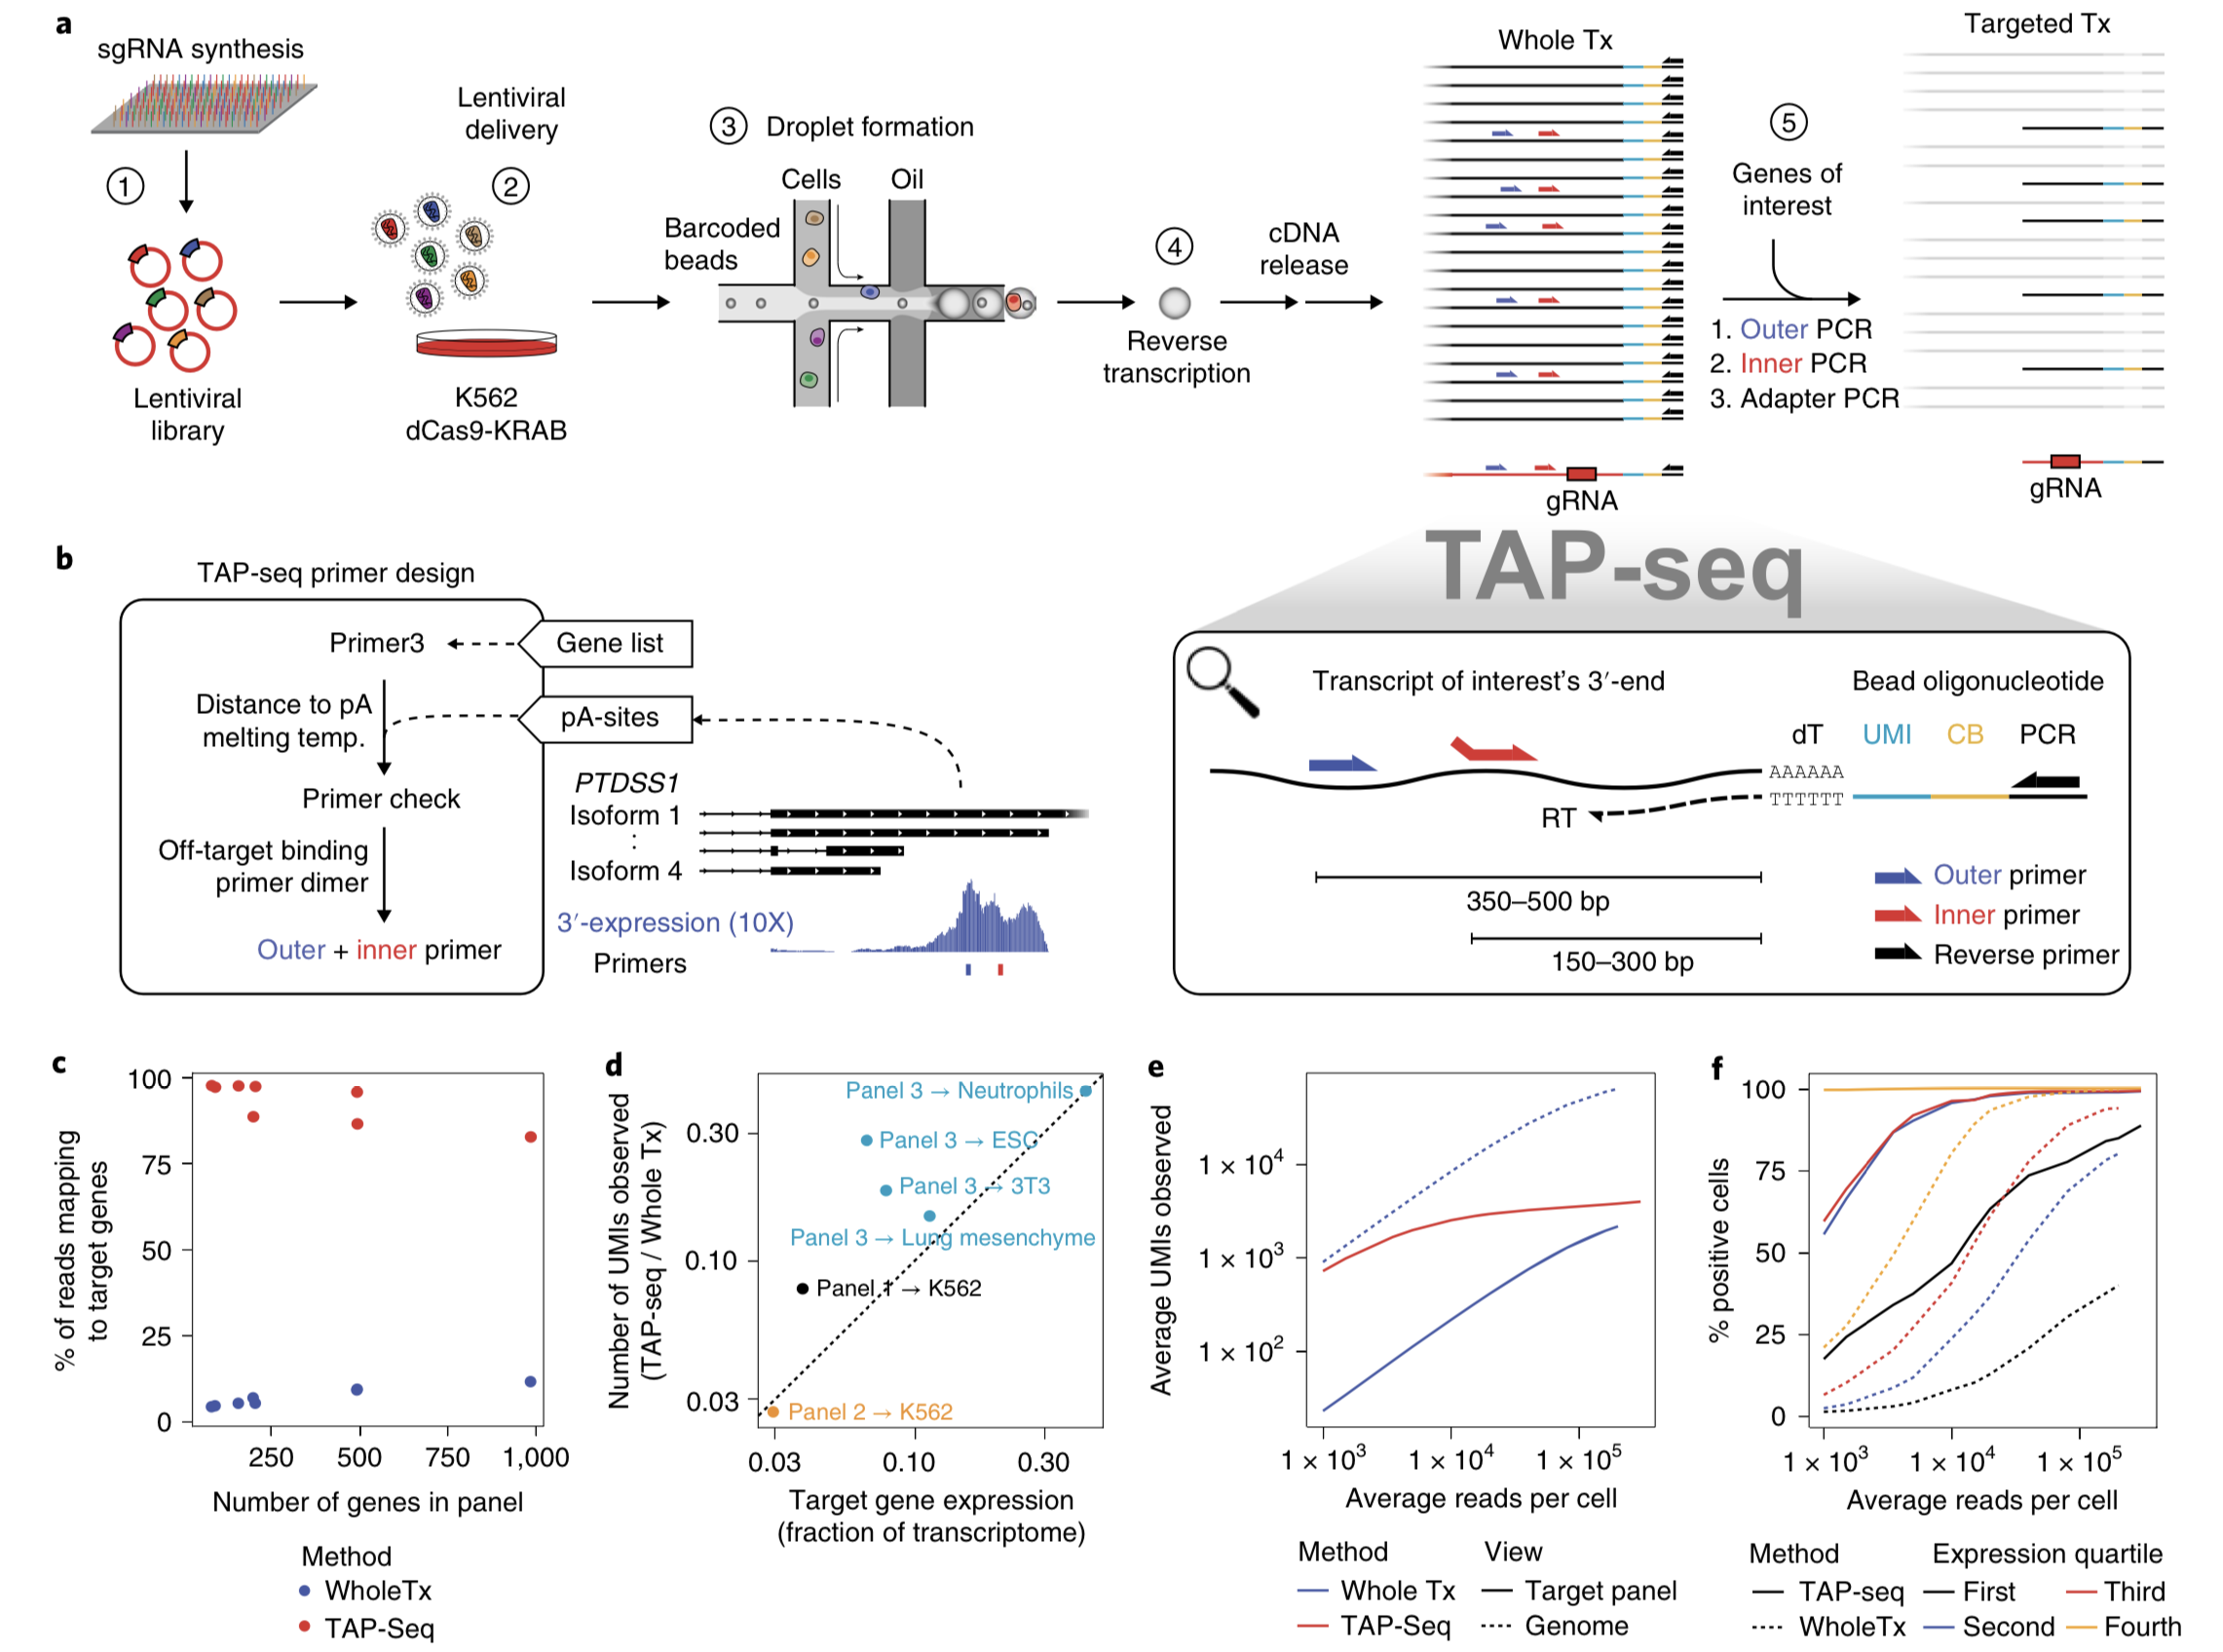 a
sgRNA synthesis
1
Lentiviral
library
Lentiviral
delivery
2
K562
dCas9-KRAB
3 Droplet formation
Cells
Oil
Barcoded
beads
4
Reverse
transcription
cDNA
release
Whole Tx
gRNA
5
Genes of
interest
1. Outer PCR
2. Inner PCR
3. Adapter PCR
Targeted Tx
gRNA
TAP-seq
Transcript of interest's 3′-end
Bead oligonucleotide
dT
UMI
CB
PCR
AAAAAA
TTTTTT
RT
350–500 bp
150–300 bp
Outer primer
Inner primer
Reverse primer
b
TAP-seq primer design
Primer3
Gene list
Distance to pA
melting temp.
pA-sites
Primer check
Off-target binding
primer dimer
Outer + inner primer
PTDSS1
Isoform 1
:
Isoform 4
3′-expression (10X)
Primers
c
% of reads mapping
to target genes
100
75
50
25
0
250
500
750
1,000
Number of genes in panel
Method
WholeTx
TAP-Seq
d
Number of UMIs observed
(TAP-seq / Whole Tx)
0.30
0.10
0.03
Panel 3 → Neutrophils
Panel 3 → ESC
Panel 3 → 3T3
Panel 3 → Lung mesenchyme
Panel 1 → K562
Panel 2 → K562
0.03
0.10
0.30
Target gene expression
(fraction of transcriptome)
e
Average UMIs observed
1 × 10⁴
1 × 10³
1 × 10²
1 × 10³
1 × 10⁴
1 × 10⁵
Average reads per cell
Method
View
Whole Tx
Target panel
TAP-Seq
Genome
f
% positive cells
100
75
50
25
0
1 × 10³
1 × 10⁴
1 × 10⁵
Average reads per cell
Method
Expression quartile
TAP-seq
First
Third
WholeTx
Second
Fourth